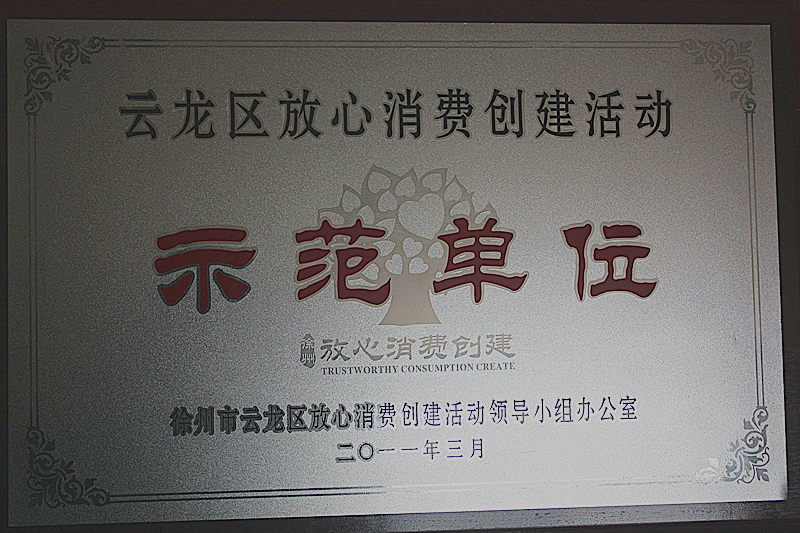 云龙区放心消费创建活动
示范单位
徐州 放心消费创建
TRUSTWORTHY CONSUMPTION CREATE
徐州市云龙区放心消费创建活动领导小组办公室
二〇一一年三月